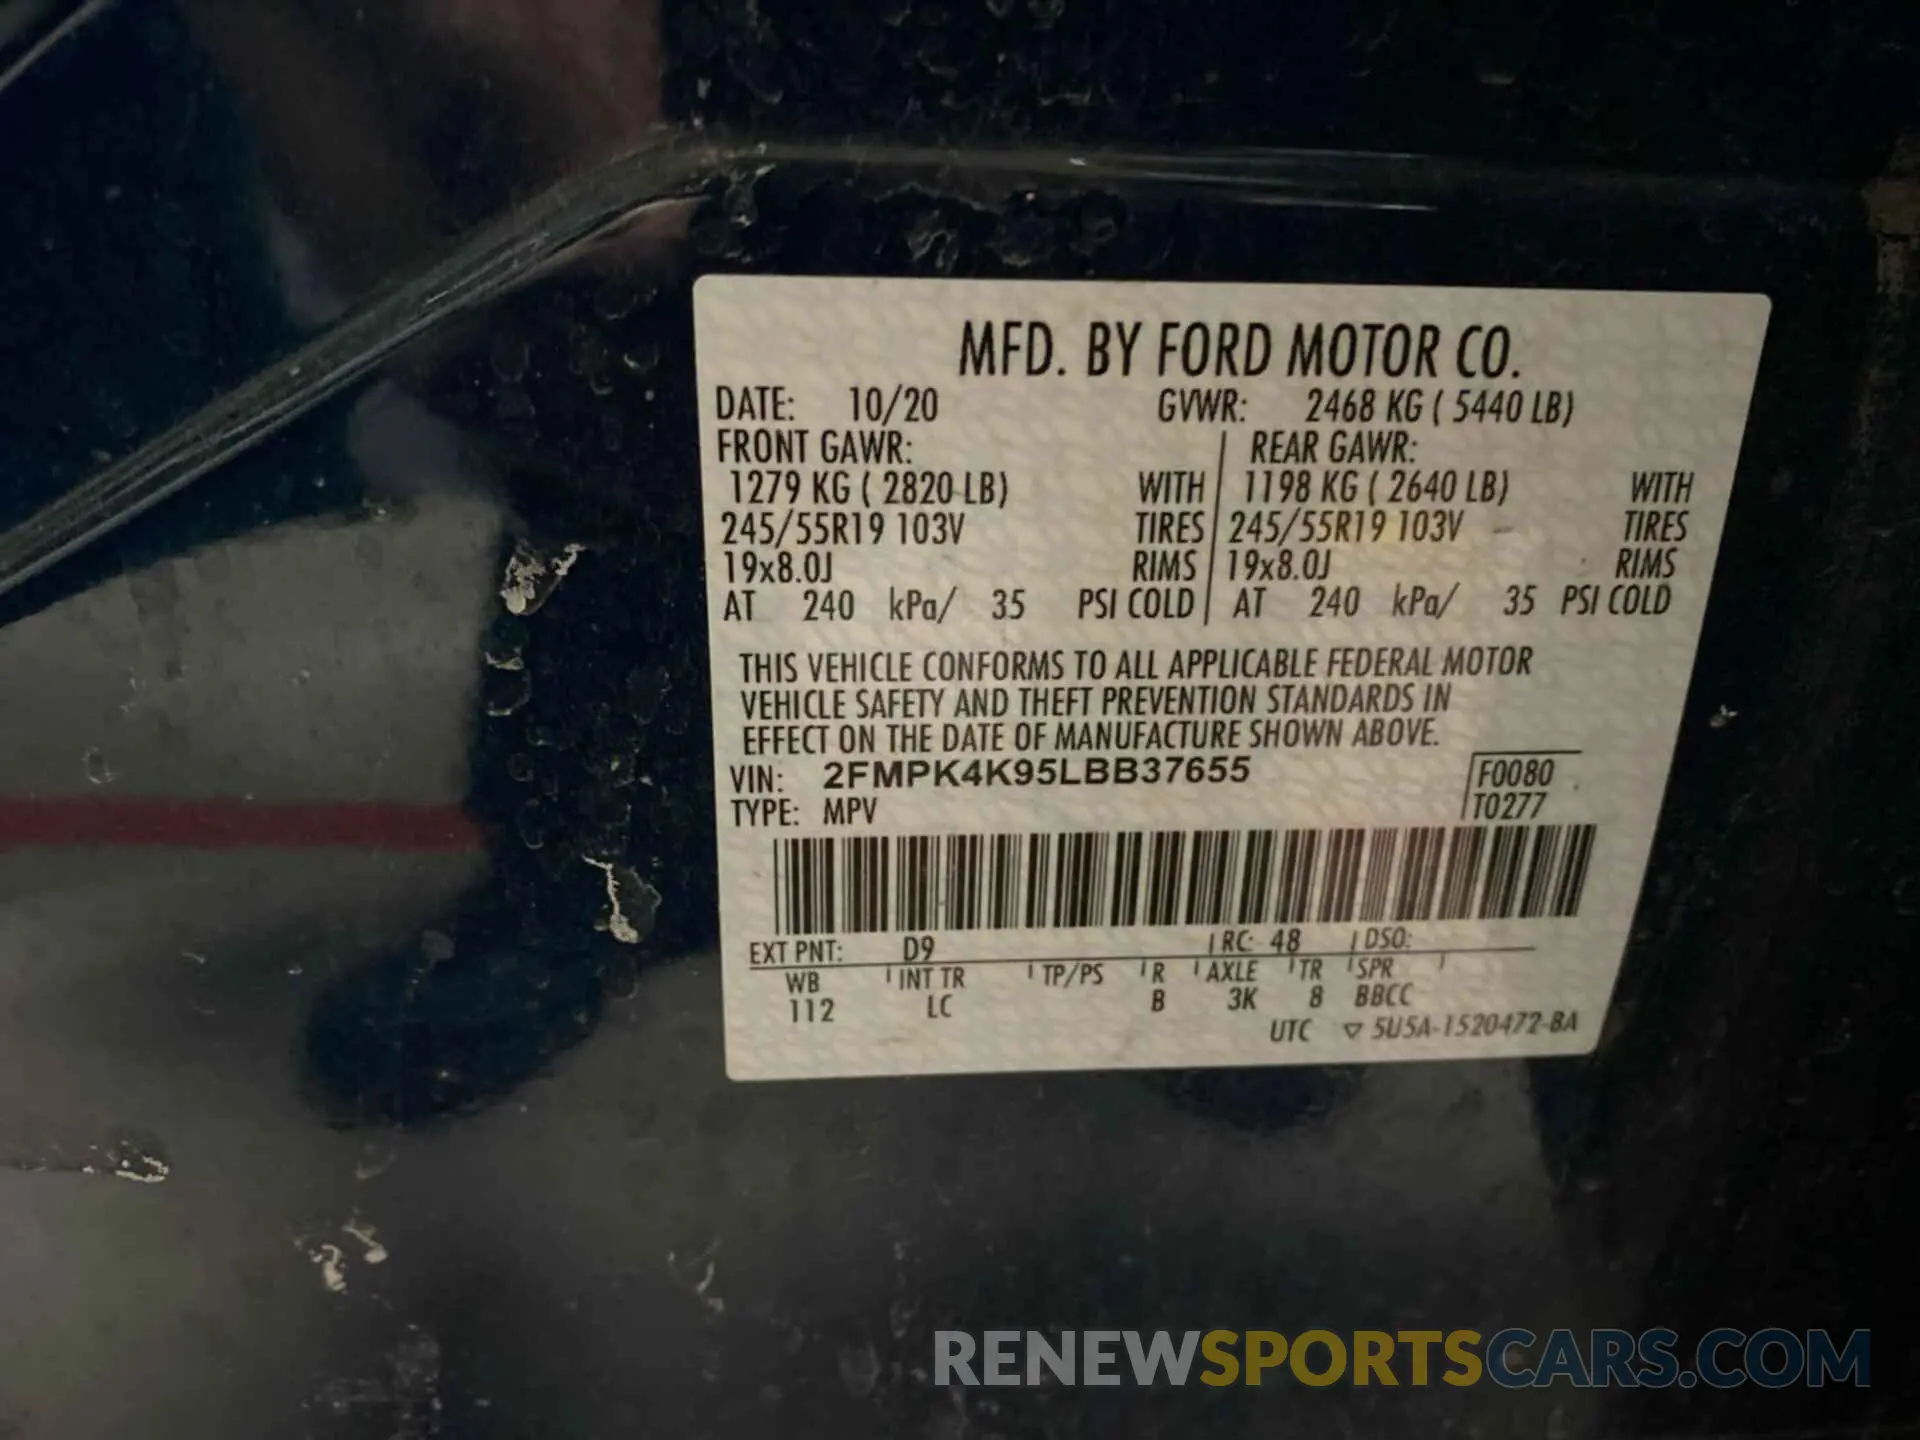 MFD. BY FORD MOTOR CO.
DATE: 10/20 GVWR: 2468 KG ( 5440 LB)
FRONT GAWR: REAR GAWR:
1279 KG ( 2820 LB) WITH 1198 KG ( 2640 LB) WITH
245/55R19 103V TIRES 245/55R19 103V TIRES
19x8.0J RIMS 19x8.0J RIMS
AT 240 kPa/ 35 PSI COLD AT 240 kPa/ 35 PSI COLD
THIS VEHICLE CONFORMS TO ALL APPLICABLE FEDERAL MOTOR
VEHICLE SAFETY AND THEFT PREVENTION STANDARDS IN
EFFECT ON THE DATE OF MANUFACTURE SHOWN ABOVE.
VIN: 2FMPK4K95LBB37655 F0080
TYPE: MPV T0277
EXT PNT: D9 RC: 48 DSO:
WB INT TR TP/PS R AXLE TR SPR
112 LC B 3K 8 BBCC
UTC ▽ 5U5A-1520472-BA
RENEWSPORTSCARS.COM